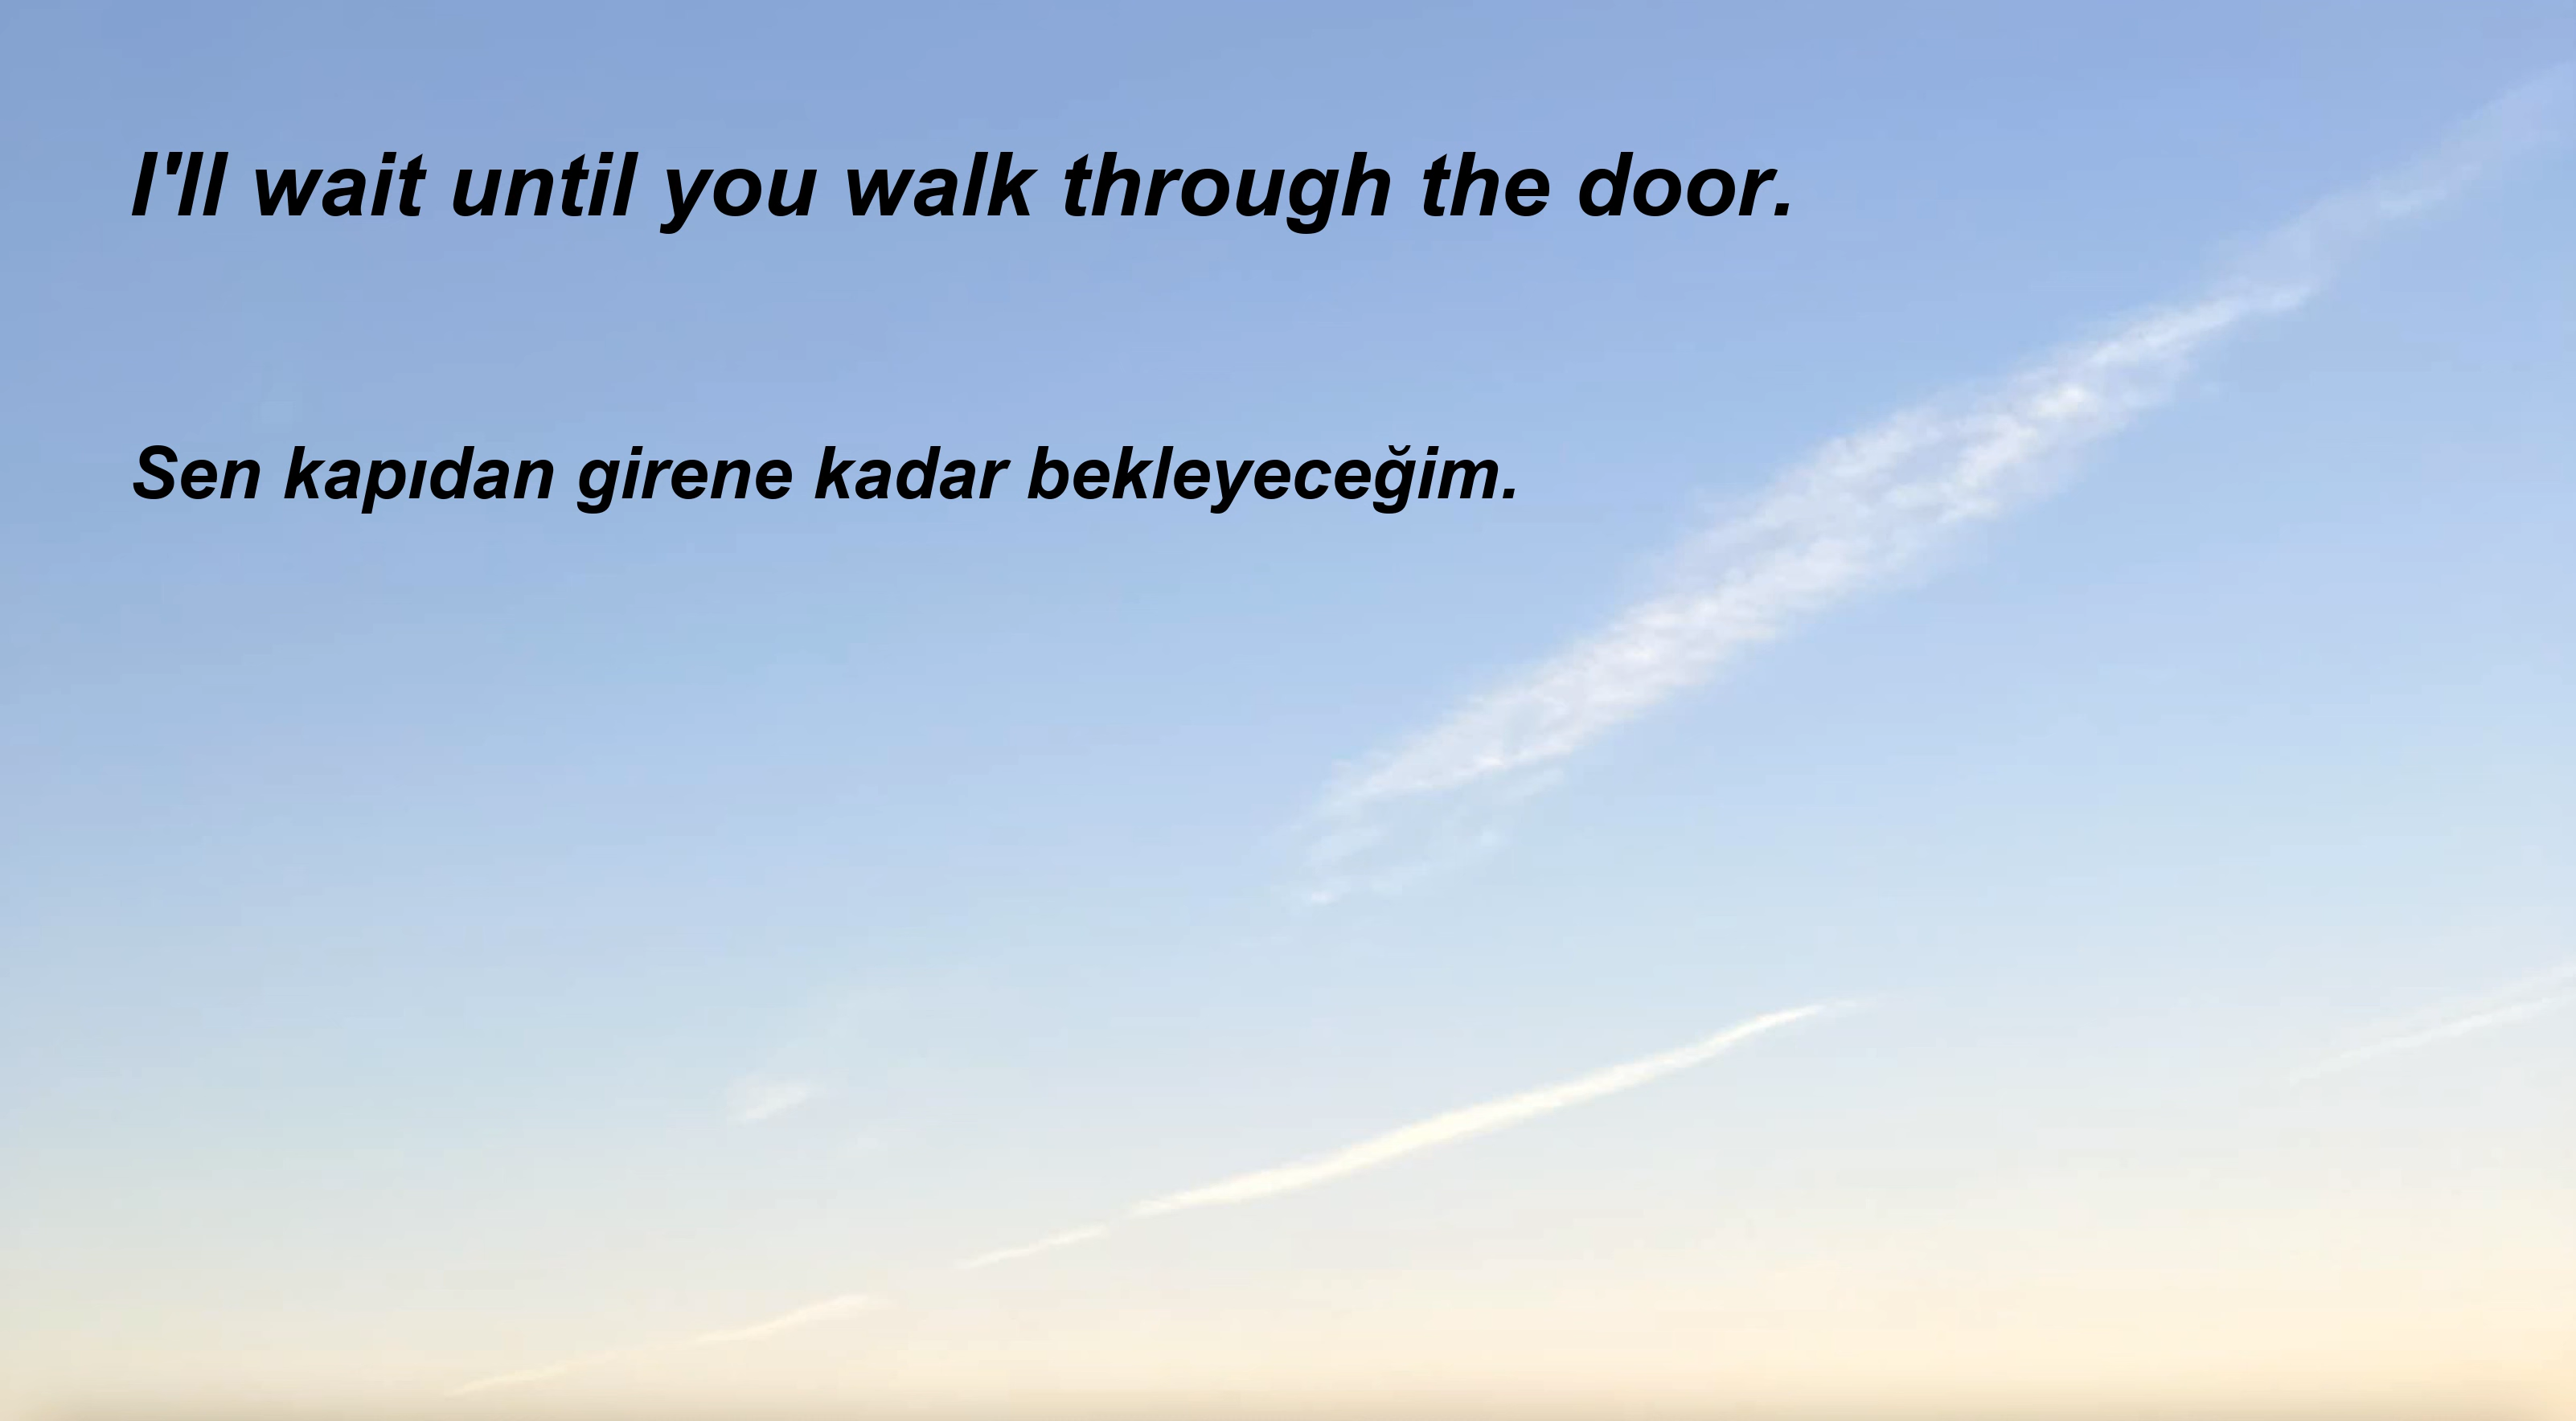 I'll wait until you walk through the door.
Sen kapıdan girene kadar bekleyeceğim.